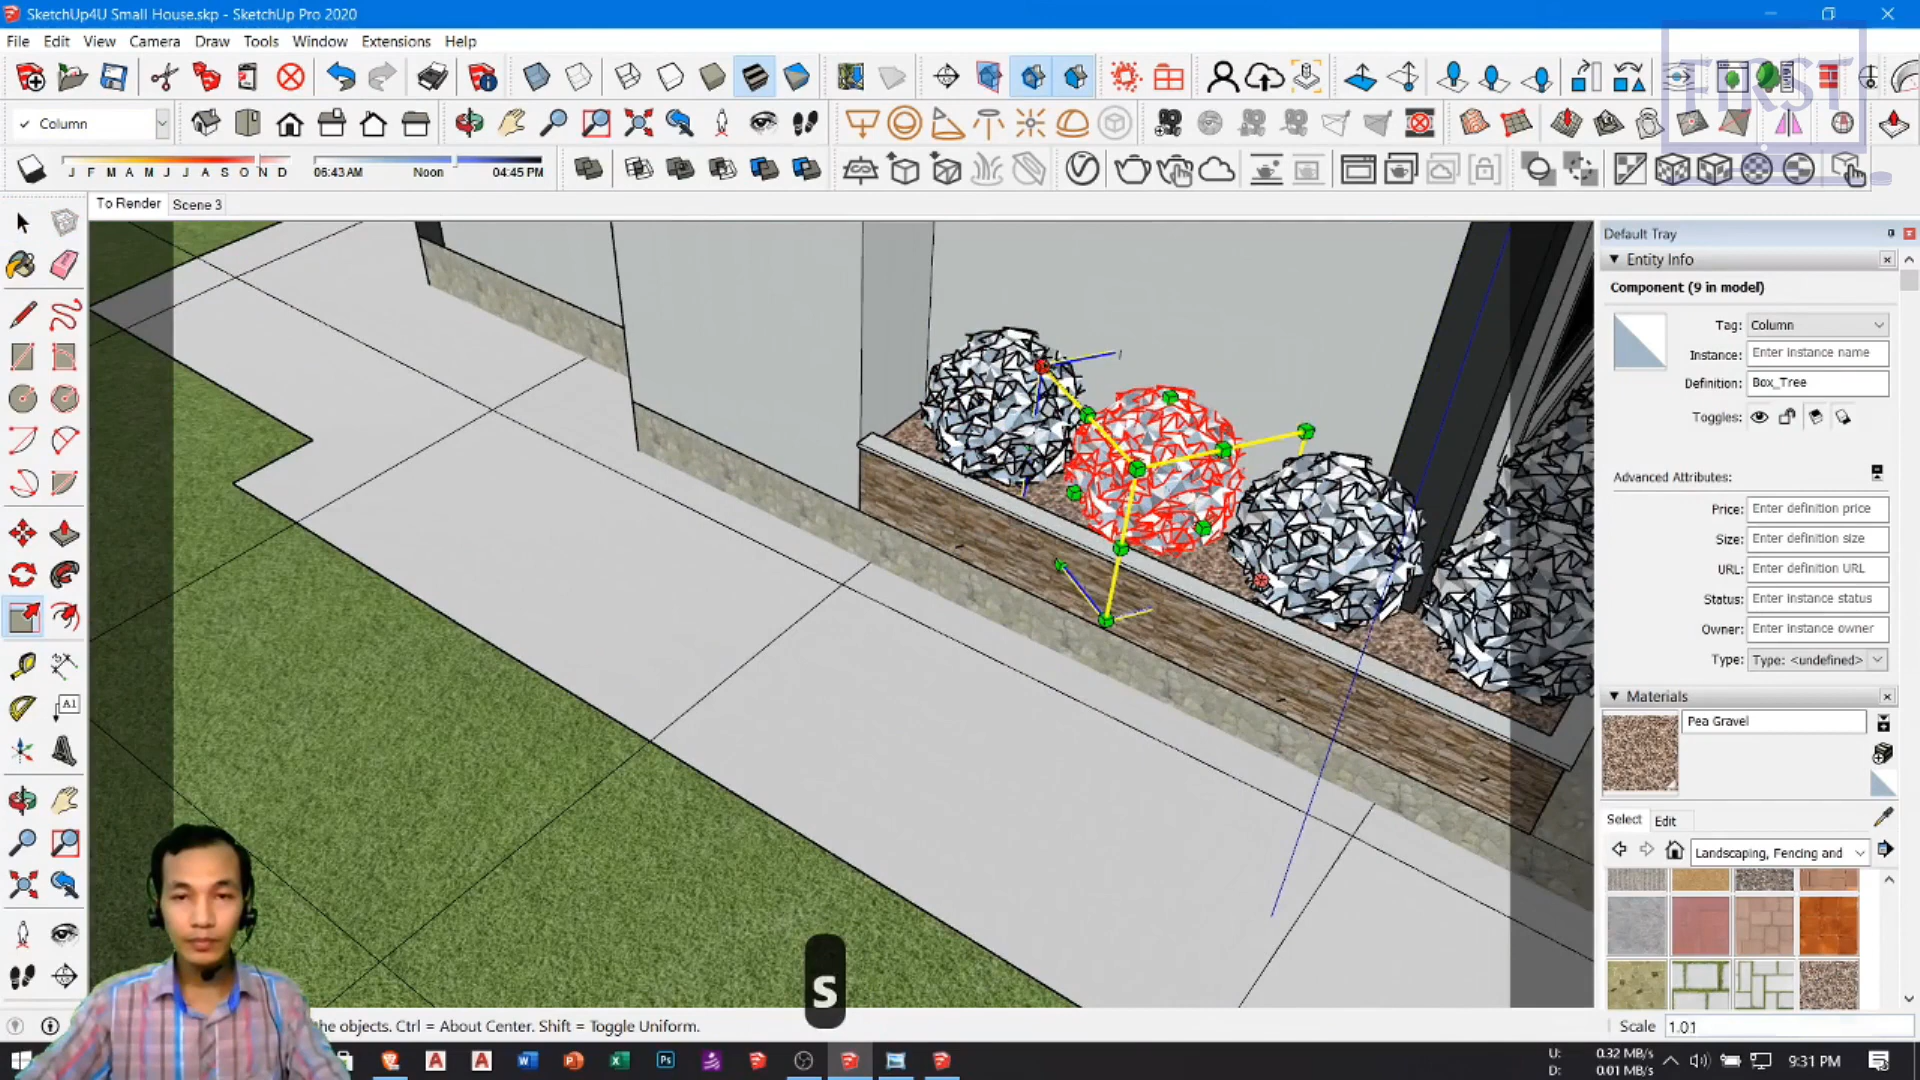 SketchUp4U Small House.skp - SketchUp Pro 2020
File Edit View Camera Draw Tools Window Extensions Help
FIRST
✓ Column
J F M A M J J A S O N D 06:43 AM Noon 04:45 PM
To Render Scene 3
Default Tray
Entity Info
Component (9 in model)
Tag: Column
Instance: Enter instance name
Definition: Box_Tree
Toggles:
Advanced Attributes:
Price: Enter definition price
Size: Enter definition size
URL: Enter definition URL
Status: Enter instance status
Owner: Enter instance owner
Type: Type: <undefined>
Materials
Pea Gravel
Select Edit
Landscaping, Fencing and
A1
s
the objects. Ctrl = About Center. Shift = Toggle Uniform.
Scale 1.01
U: 0.32 MB/s
D: 0.01 MB/s
9:31 PM